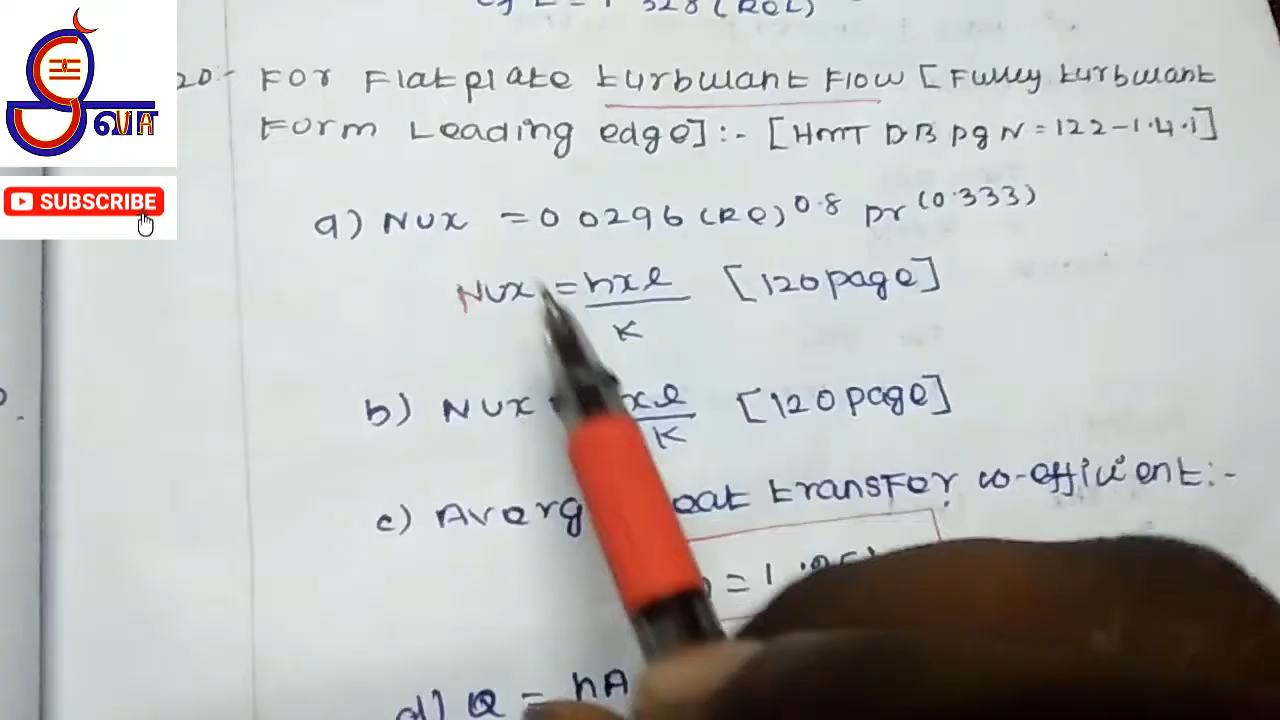 சிவா
SUBSCRIBE
20:- For Flatplate turbulant Flow [Fully turbulant
Form Leading edge]:- [HMT DB pg N = 122-1.4.1]
a) NUx = 0 0296 (Re)^0.8 pr^(0.333)
NUx = hxl [120 page]
K
b) NUx xl [120 page]
K
c) Averg transfer co-efficient:-
= 1.
d) Q = hA